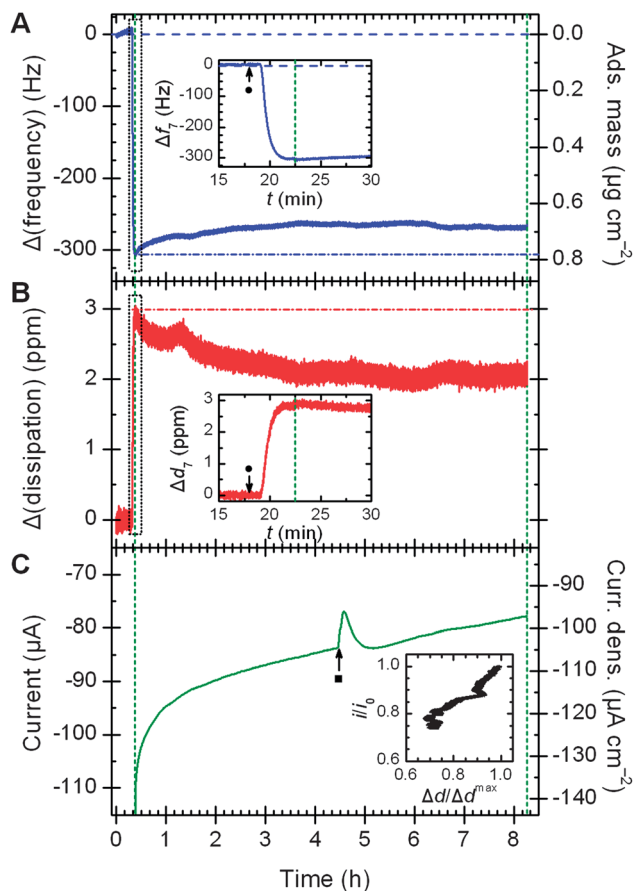 A
Δ(frequency) (Hz)
0
-100
-200
-300
Ads. mass (µg cm⁻²)
0.0
0.2
0.4
0.6
0.8
Δf₇ (Hz)
0
-100
-200
-300
15 20 25 30
t (min)
B
Δ(dissipation) (ppm)
3
2
1
0
Δd₇ (ppm)
3
2
1
0
15 20 25 30
t (min)
C
Current (µA)
-70
-80
-90
-100
-110
Curr. dens. (µA cm⁻²)
-90
-100
-110
-120
-130
-140
i/i₀
1.0
0.8
0.6
0.6 0.8 1.0
Δd/Δdᵐᵃˣ
0 1 2 3 4 5 6 7 8
Time (h)